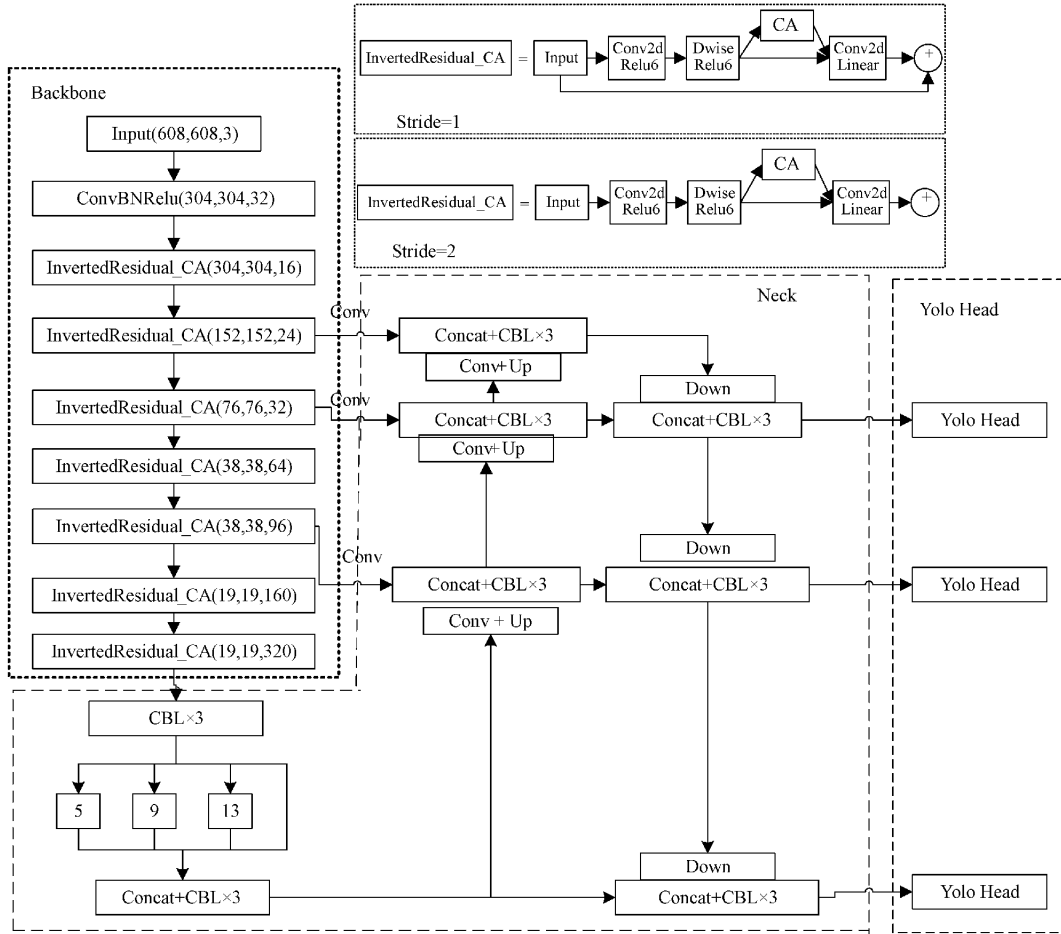 InvertedResidual_CA
=
Input
Conv2d
Relu6
Dwise
Relu6
CA
Conv2d
Linear
+
Stride=1
InvertedResidual_CA
=
Input
Conv2d
Relu6
Dwise
Relu6
CA
Conv2d
Linear
+
Stride=2
Backbone
Input(608,608,3)
ConvBNRelu(304,304,32)
InvertedResidual_CA(304,304,16)
InvertedResidual_CA(152,152,24)
InvertedResidual_CA(76,76,32)
InvertedResidual_CA(38,38,64)
InvertedResidual_CA(38,38,96)
InvertedResidual_CA(19,19,160)
InvertedResidual_CA(19,19,320)
Conv
Conv
Conv
Neck
Concat+CBL×3
Conv+Up
Concat+CBL×3
Conv+Up
Concat+CBL×3
Conv + Up
Down
Concat+CBL×3
Down
Concat+CBL×3
Down
Concat+CBL×3
CBL×3
5
9
13
Concat+CBL×3
Yolo Head
Yolo Head
Yolo Head
Yolo Head